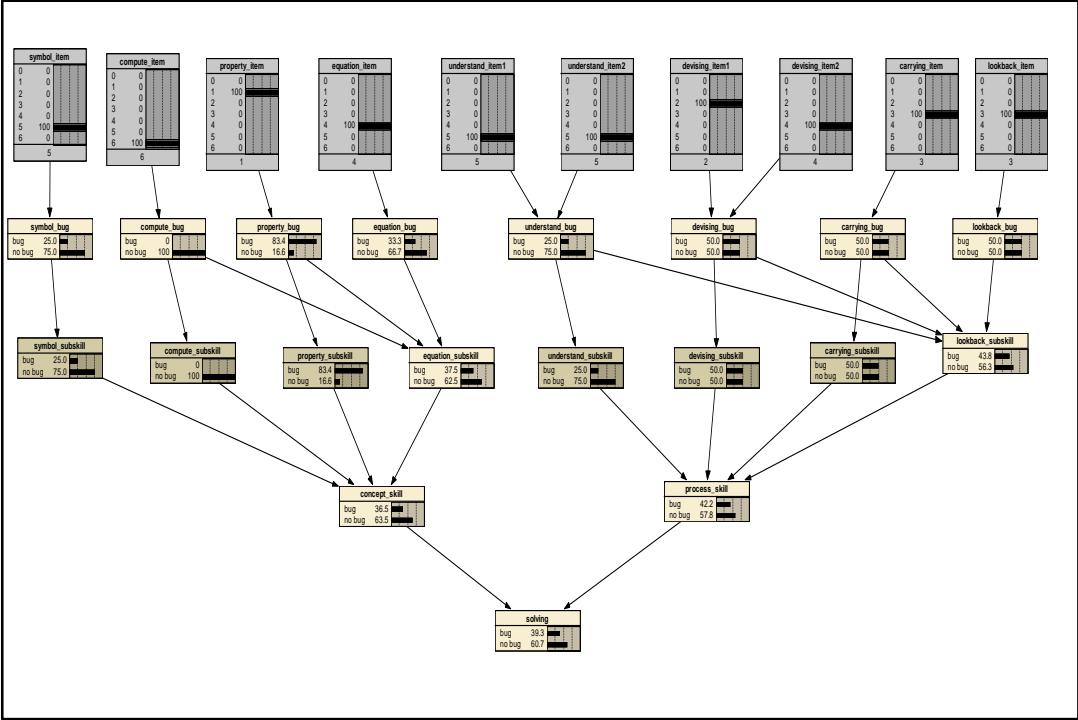 symbol_item
0 0
1 0
2 0
3 0
4 0
5 100
6 0
5
compute_item
0 0
1 0
2 0
3 0
4 0
5 0
6 100
6
property_item
0 0
1 100
2 0
3 0
4 0
5 0
6 0
1
equation_item
0 0
1 0
2 0
3 0
4 100
5 0
6 0
4
understand_item1
0 0
1 0
2 0
3 0
4 0
5 100
6 0
5
understand_item2
0 0
1 0
2 0
3 0
4 0
5 100
6 0
5
devising_item1
0 0
1 0
2 100
3 0
4 0
5 0
6 0
2
devising_item2
0 0
1 0
2 0
3 0
4 100
5 0
6 0
4
carrying_item
0 0
1 0
2 0
3 100
4 0
5 0
6 0
3
lookback_item
0 0
1 0
2 0
3 100
4 0
5 0
6 0
3
symbol_bug
bug 25.0
no bug 75.0
compute_bug
bug 0
no bug 100
property_bug
bug 83.4
no bug 16.6
equation_bug
bug 33.3
no bug 66.7
understand_bug
bug 25.0
no bug 75.0
devising_bug
bug 50.0
no bug 50.0
carrying_bug
bug 50.0
no bug 50.0
lookback_bug
bug 50.0
no bug 50.0
symbol_subskill
bug 25.0
no bug 75.0
compute_subskill
bug 0
no bug 100
property_subskill
bug 83.4
no bug 16.6
equation_subskill
bug 37.5
no bug 62.5
understand_subskill
bug 25.0
no bug 75.0
devising_subskill
bug 50.0
no bug 50.0
carrying_subskill
bug 50.0
no bug 50.0
lookback_subskill
bug 43.8
no bug 56.3
concept_skill
bug 36.5
no bug 63.5
process_skill
bug 42.2
no bug 57.8
solving
bug 39.3
no bug 60.7